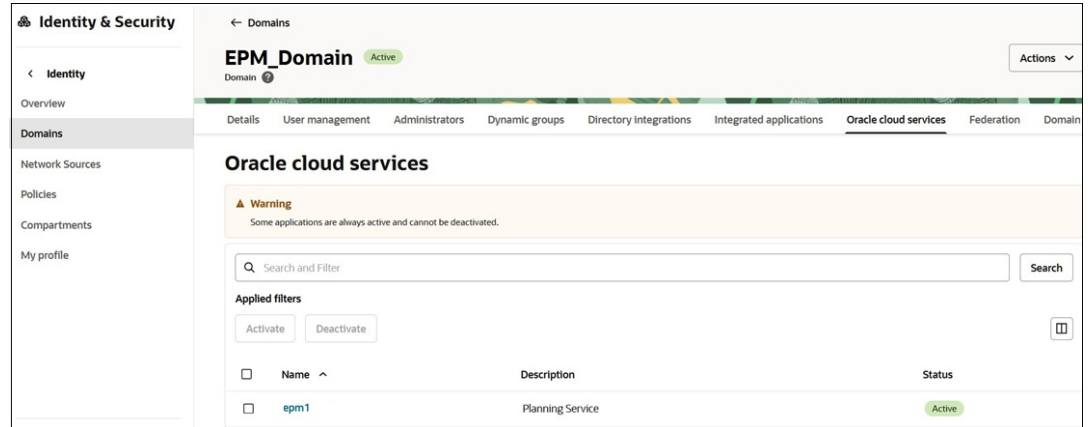 Identity & Security
Identity
Overview
Domains
Network Sources
Policies
Compartments
My profile
Domains
EPM_Domain Active
Domain
Actions
Details User management Administrators Dynamic groups Directory integrations Integrated applications Oracle cloud services Federation Domain
Oracle cloud services
Warning
Some applications are always active and cannot be deactivated.
Search and Filter Search
Applied filters
Activate Deactivate
Name Description Status
epm1 Planning Service Active